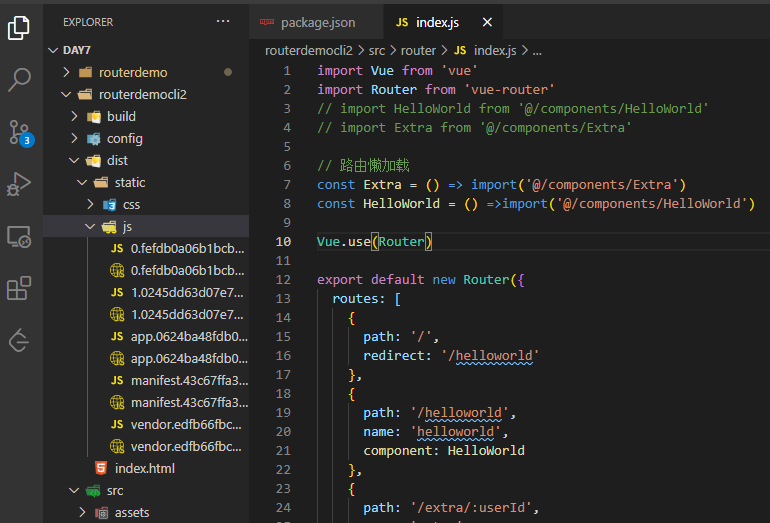 EXPLORER
DAY7
routerdemo
routerdemocli2
build
config
dist
static
css
js
0.fefdb0a06b1bcb...
0.fefdb0a06b1bcb...
1.0245dd63d07e7...
1.0245dd63d07e7...
app.0624ba48fdb0...
app.0624ba48fdb0...
manifest.43c67ffa3...
manifest.43c67ffa3...
vendor.edfb66fbc...
vendor.edfb66fbc...
index.html
src
assets
3
package.json
JS index.js
routerdemocli2 > src > router > JS index.js > ...
1 import Vue from 'vue'
2 import Router from 'vue-router'
3 // import HelloWorld from '@/components/HelloWorld'
4 // import Extra from '@/components/Extra'
5
6 // 路由懒加载
7 const Extra = () => import('@/components/Extra')
8 const HelloWorld = () =>import('@/components/HelloWorld')
9
10 Vue.use(Router)
11
12 export default new Router({
13 routes: [
14 {
15 path: '/',
16 redirect: '/helloworld'
17 },
18 {
19 path: '/helloworld',
20 name: 'helloworld',
21 component: HelloWorld
22 },
23 {
24 path: '/extra/:userId',